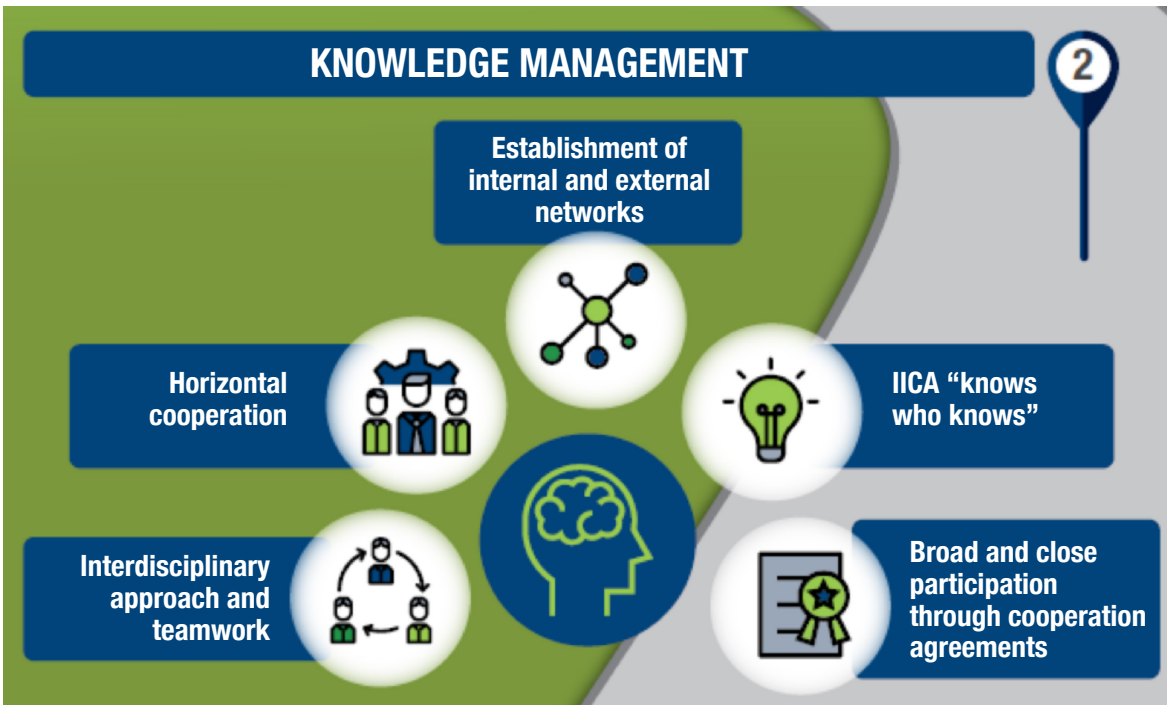 KNOWLEDGE MANAGEMENT
2
Establishment of
internal and external
networks
Horizontal
cooperation
IICA “knows
who knows”
Interdisciplinary
approach and
teamwork
Broad and close
participation
through cooperation
agreements